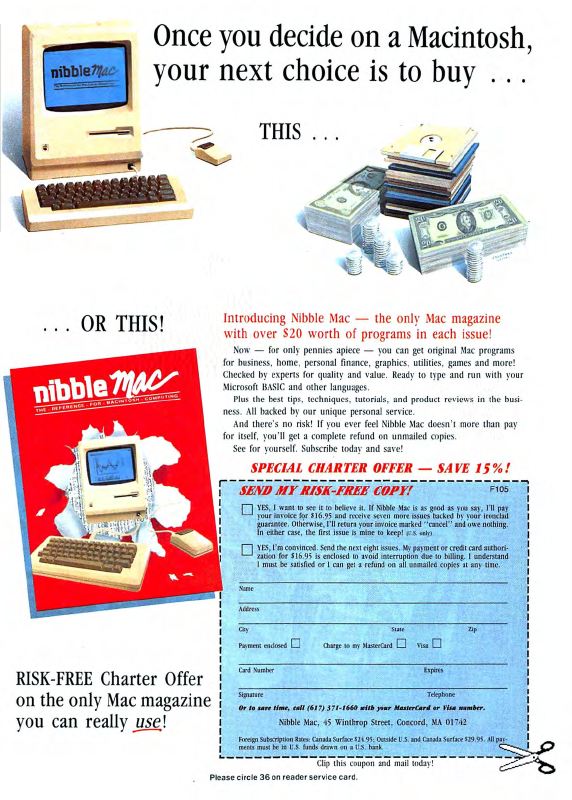 Once you decide on a Macintosh,
your next choice is to buy . . .
nibble Mac
THIS . . .
. . . OR THIS!
nibble Mac
THE · REFERENCE · FOR · MACINTOSH · COMPUTING
Introducing Nibble Mac — the only Mac magazine
with over $20 worth of programs in each issue!
Now — for only pennies apiece — you can get original Mac programs
for business, home, personal finance, graphics, utilities, games and more!
Checked by experts for quality and value. Ready to type and run with your
Microsoft BASIC and other languages.
Plus the best tips, techniques, tutorials, and product reviews in the busi-
ness. All backed by our unique personal service.
And there's no risk! If you ever feel Nibble Mac doesn't more than pay
for itself, you'll get a complete refund on unmailed copies.
See for yourself. Subscribe today and save!
SPECIAL CHARTER OFFER — SAVE 15%!
SEND MY RISK-FREE COPY! F105
YES, I want to see it to believe it. If Nibble Mac is as good as you say, I'll pay
your invoice for $16.95 and receive seven more issues backed by your ironclad
guarantee. Otherwise, I'll return your invoice marked "cancel" and owe nothing.
In either case, the first issue is mine to keep! (U.S. only)
YES, I'm convinced. Send the next eight issues. My payment or credit card authori-
zation for $16.95 is enclosed to avoid interruption due to billing. I understand
I must be satisfied or I can get a refund on all unmailed copies at any time.
Name
Address
City State Zip
Payment enclosed Charge to my MasterCard Visa
Card Number Expires
Signature Telephone
Or to save time, call (617) 371-1660 with your MasterCard or Visa number.
Nibble Mac, 45 Winthrop Street, Concord, MA 01742
Foreign Subscription Rates: Canada Surface $24.95; Outside U.S. and Canada Surface $29.95. All pay-
ments must be in U.S. funds drawn on a U.S. bank.
Clip this coupon and mail today!
RISK-FREE Charter Offer
on the only Mac magazine
you can really use!
Please circle 36 on reader service card.